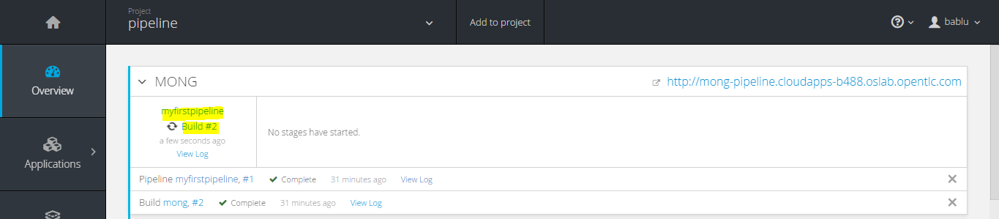 Project
pipeline
Add to project
bablu
Overview
Applications
MONG
http://mong-pipeline.cloudapps-b488.oslab.opentlc.com
myfirstpipeline
Build #2
a few seconds ago
View Log
No stages have started.
Pipeline myfirstpipeline, #1 Complete 31 minutes ago View Log
Build mong, #2 Complete 31 minutes ago View Log